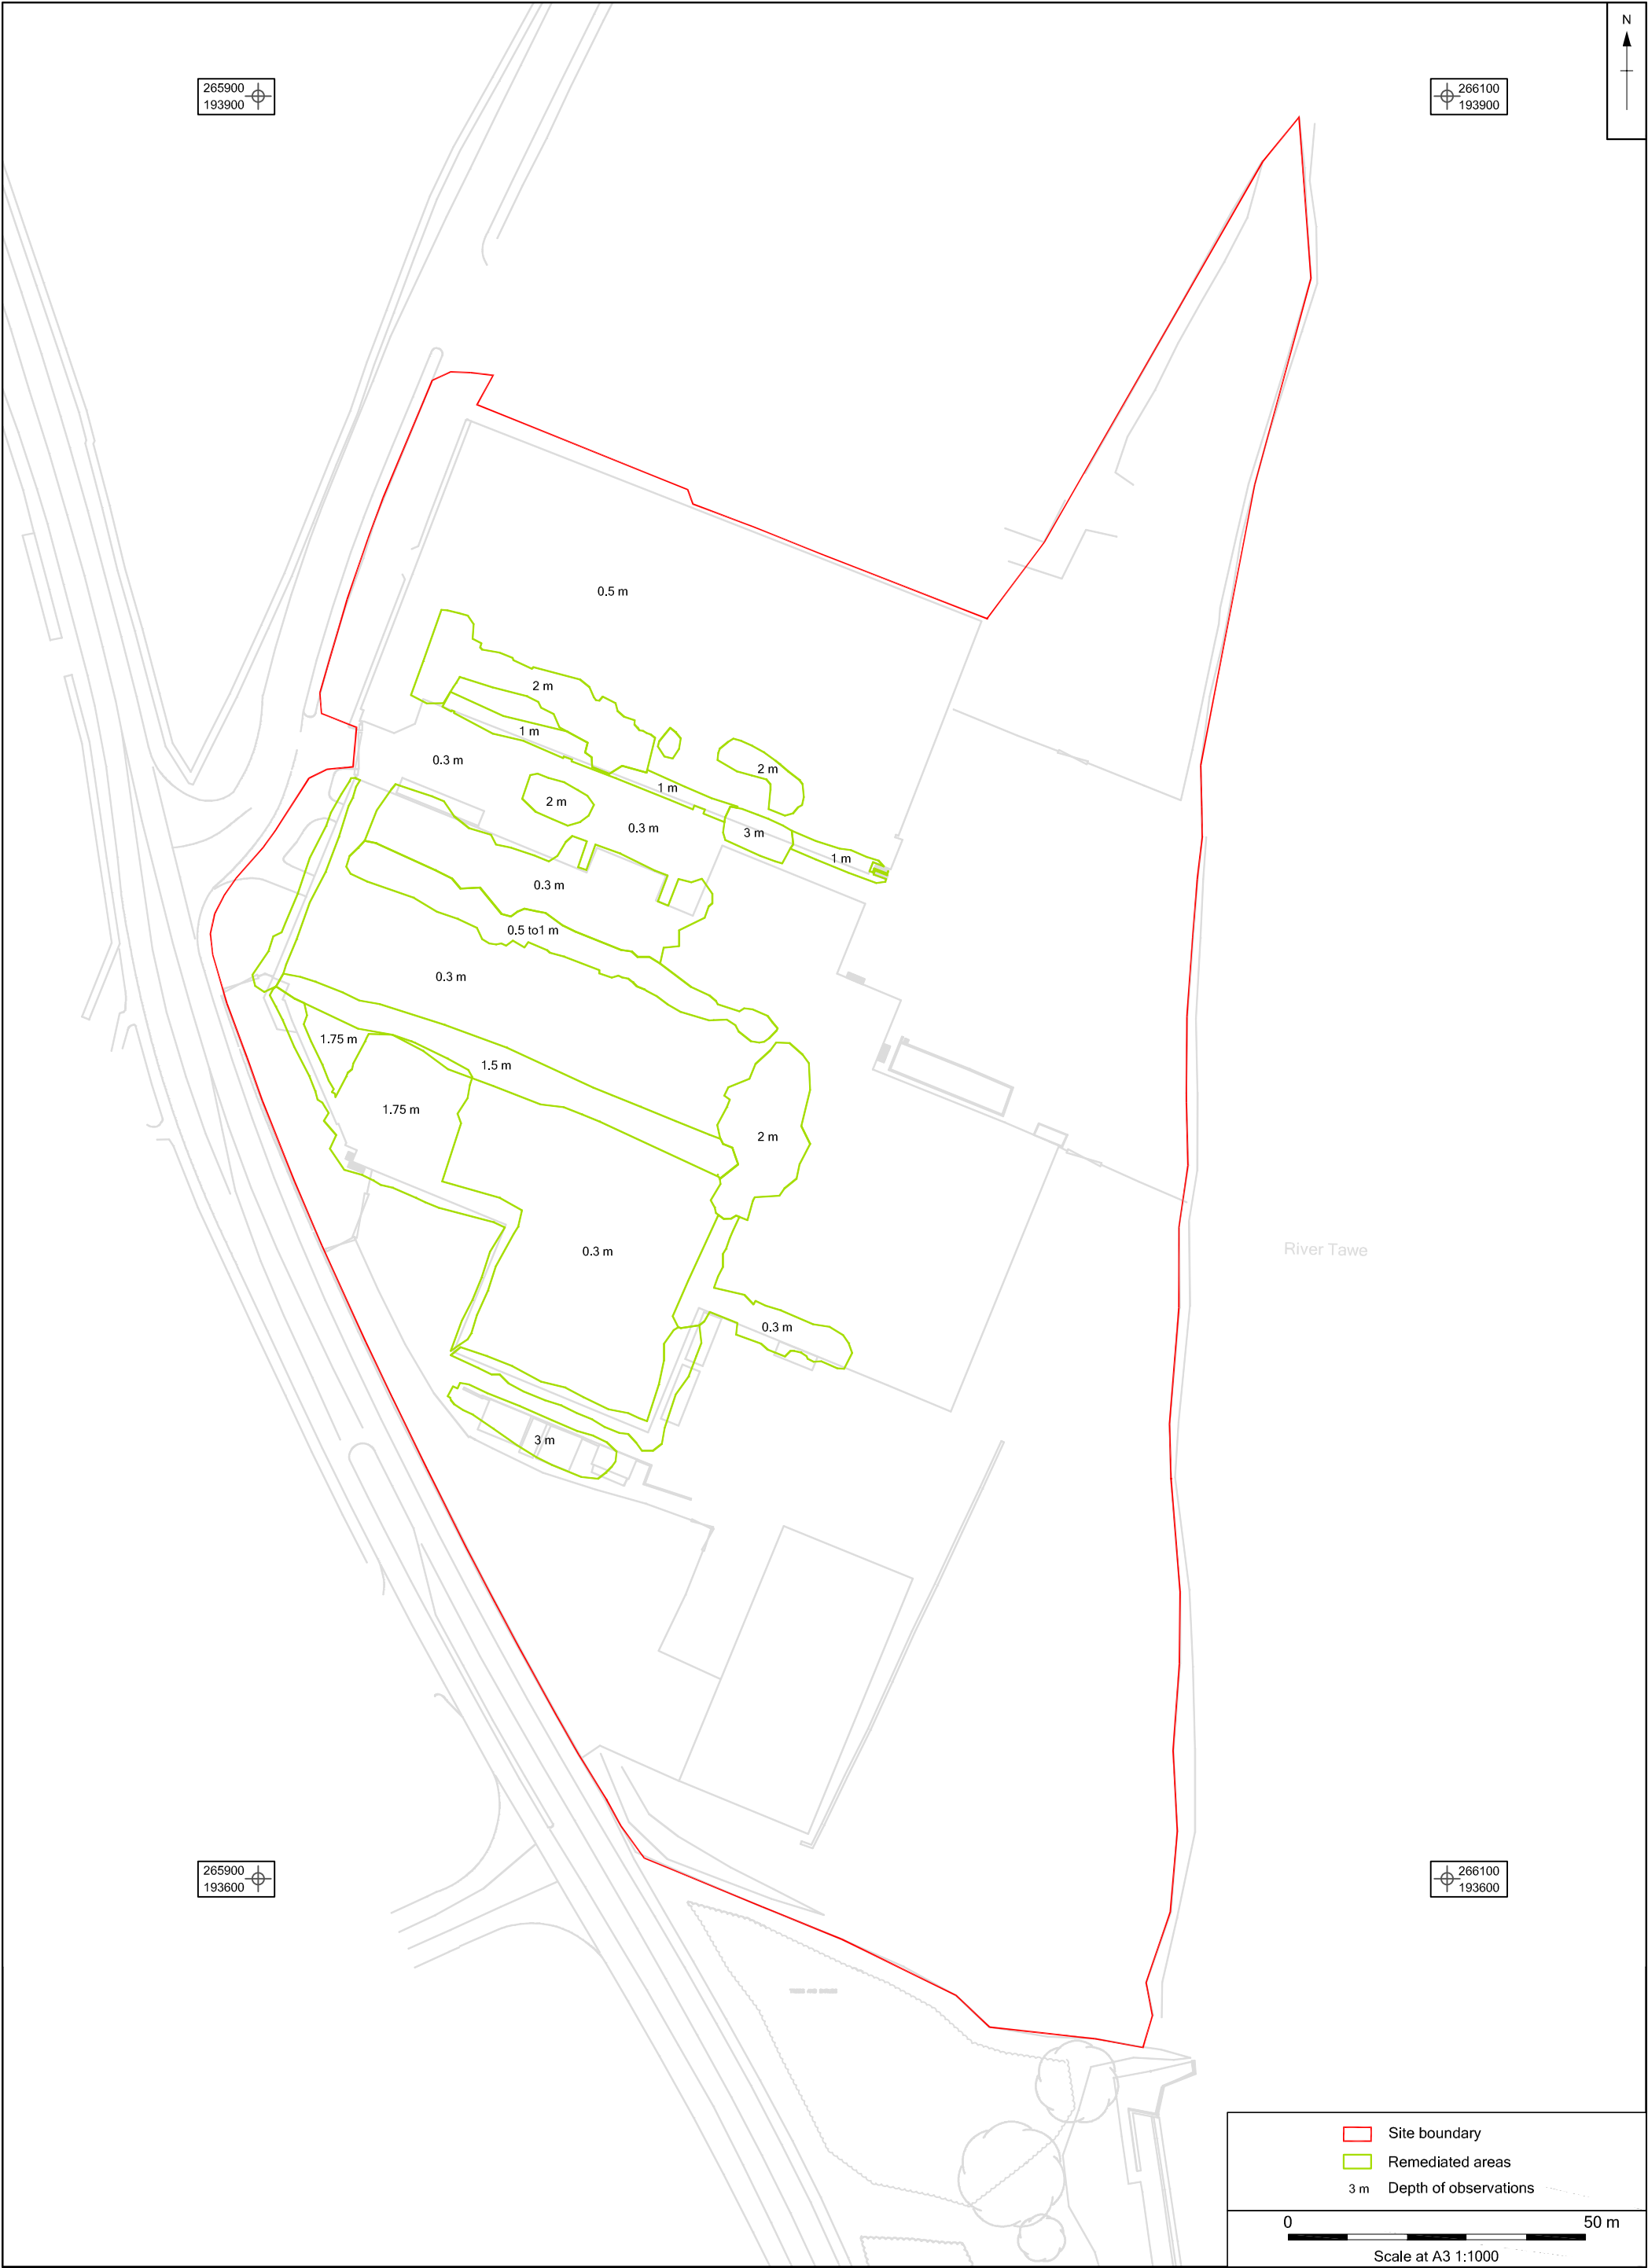 N
265900
193900
266100
193900
0.5 m
2 m
1 m
0.3 m
2 m
1 m
2 m
0.3 m
3 m
1 m
0.3 m
0.5 to1 m
0.3 m
1.75 m
1.5 m
1.75 m
2 m
0.3 m
River Tawe
0.3 m
3 m
265900
193600
266100
193600
Site boundary
Remediated areas
3 m Depth of observations
0 50 m
Scale at A3 1:1000